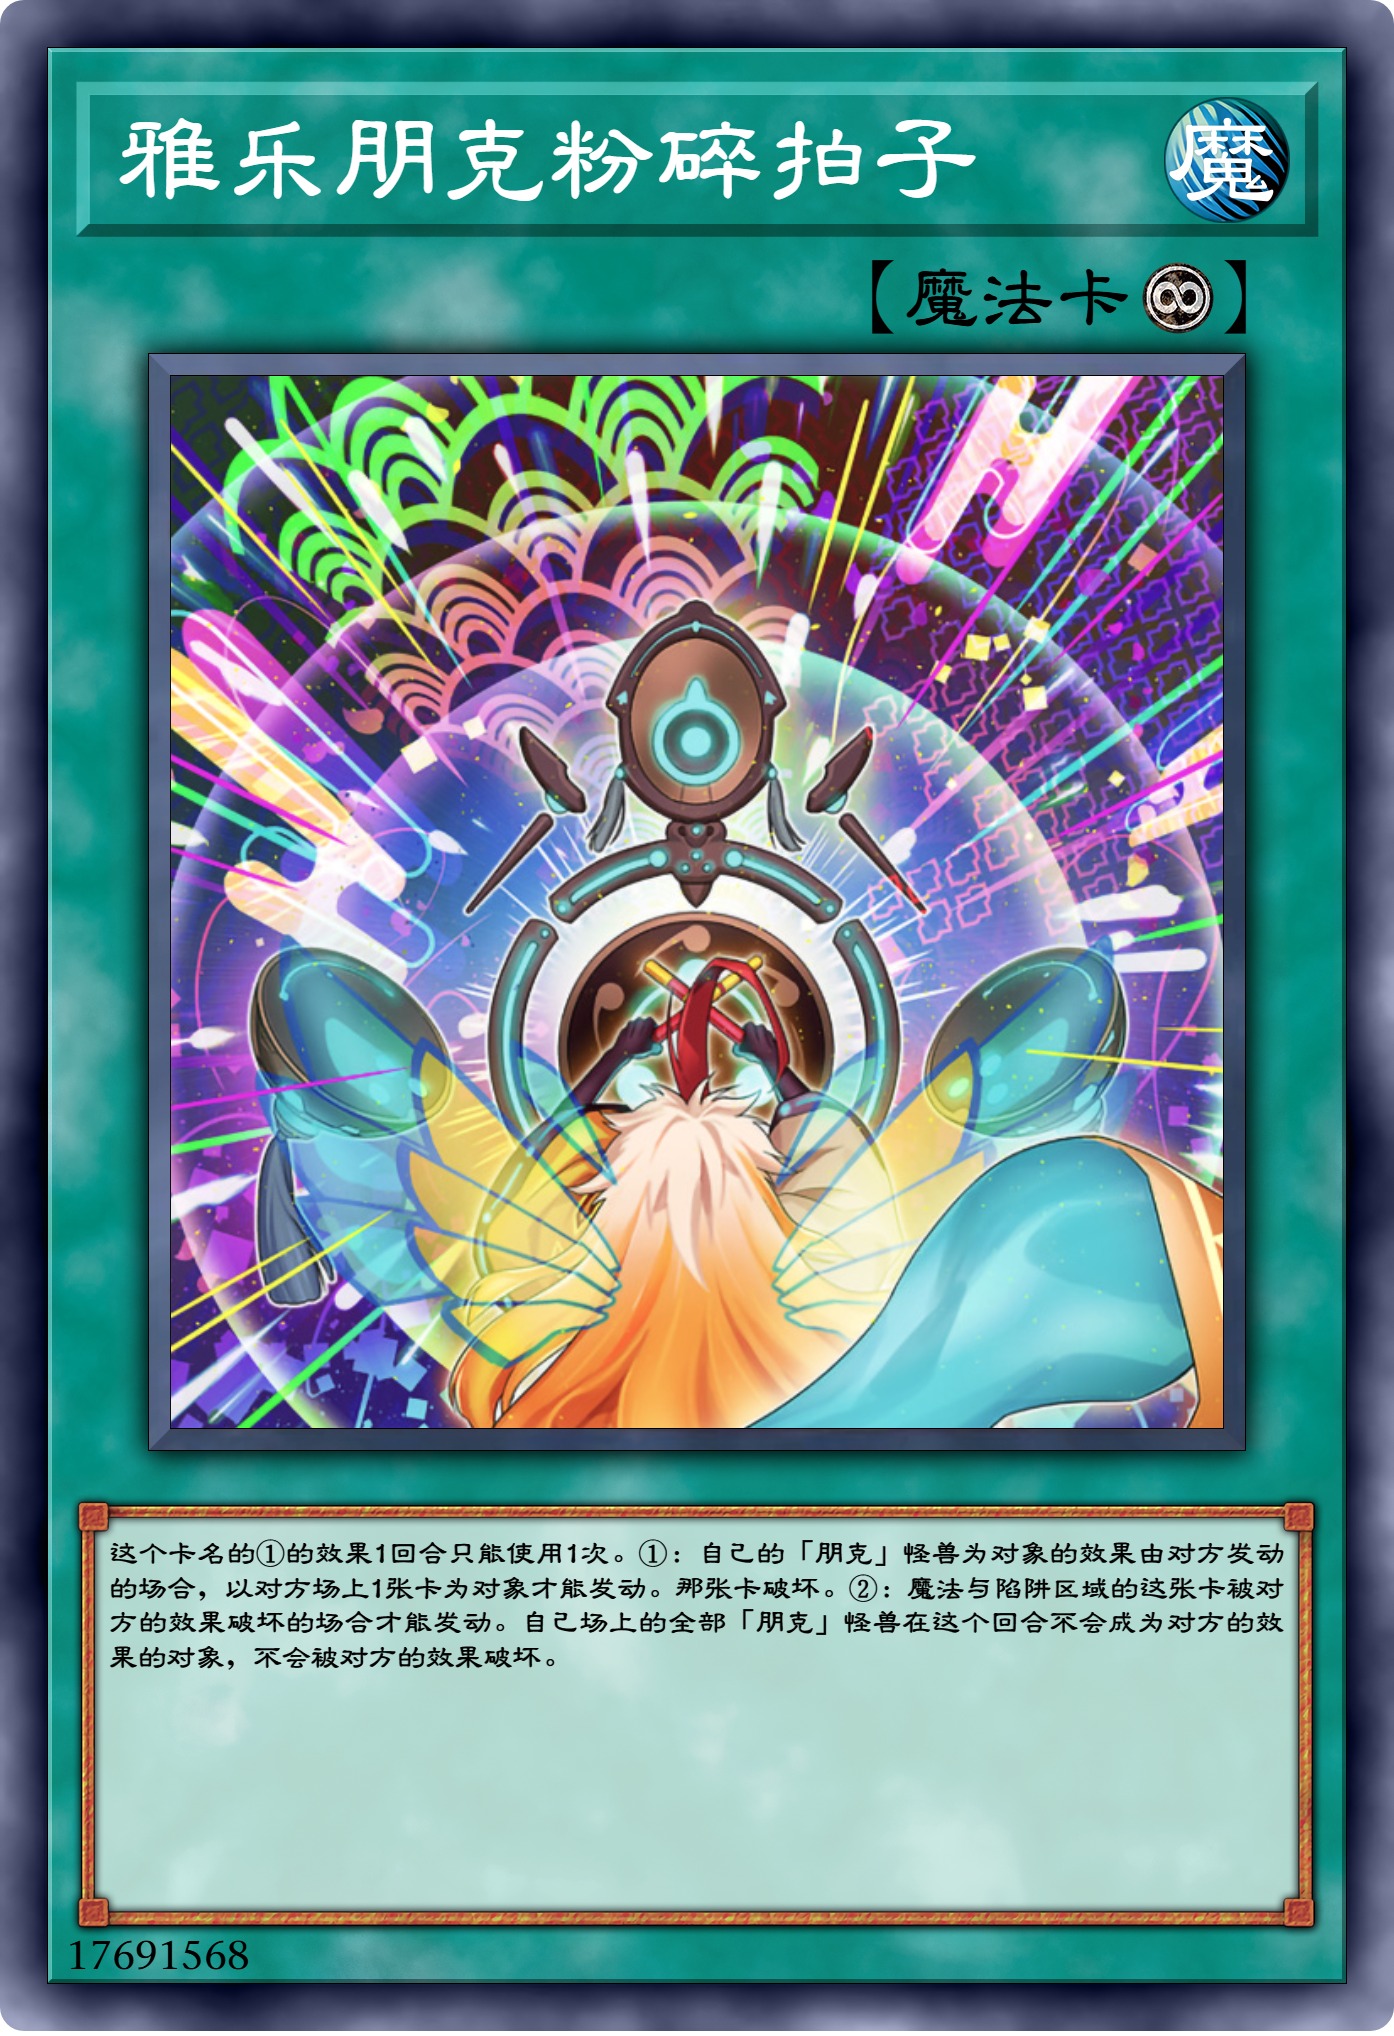 雅乐朋克粉碎拍子
魔
【魔法卡♾】
这个卡名的①的效果1回合只能使用1次。①：自己的「朋克」怪兽为对象的效果由对方发动
的场合，以对方场上1张卡为对象才能发动。那张卡破坏。②：魔法与陷阱区域的这张卡被对
方的效果破坏的场合才能发动。自己场上的全部「朋克」怪兽在这个回合不会成为对方的效
果的对象，不会被对方的效果破坏。
17691568